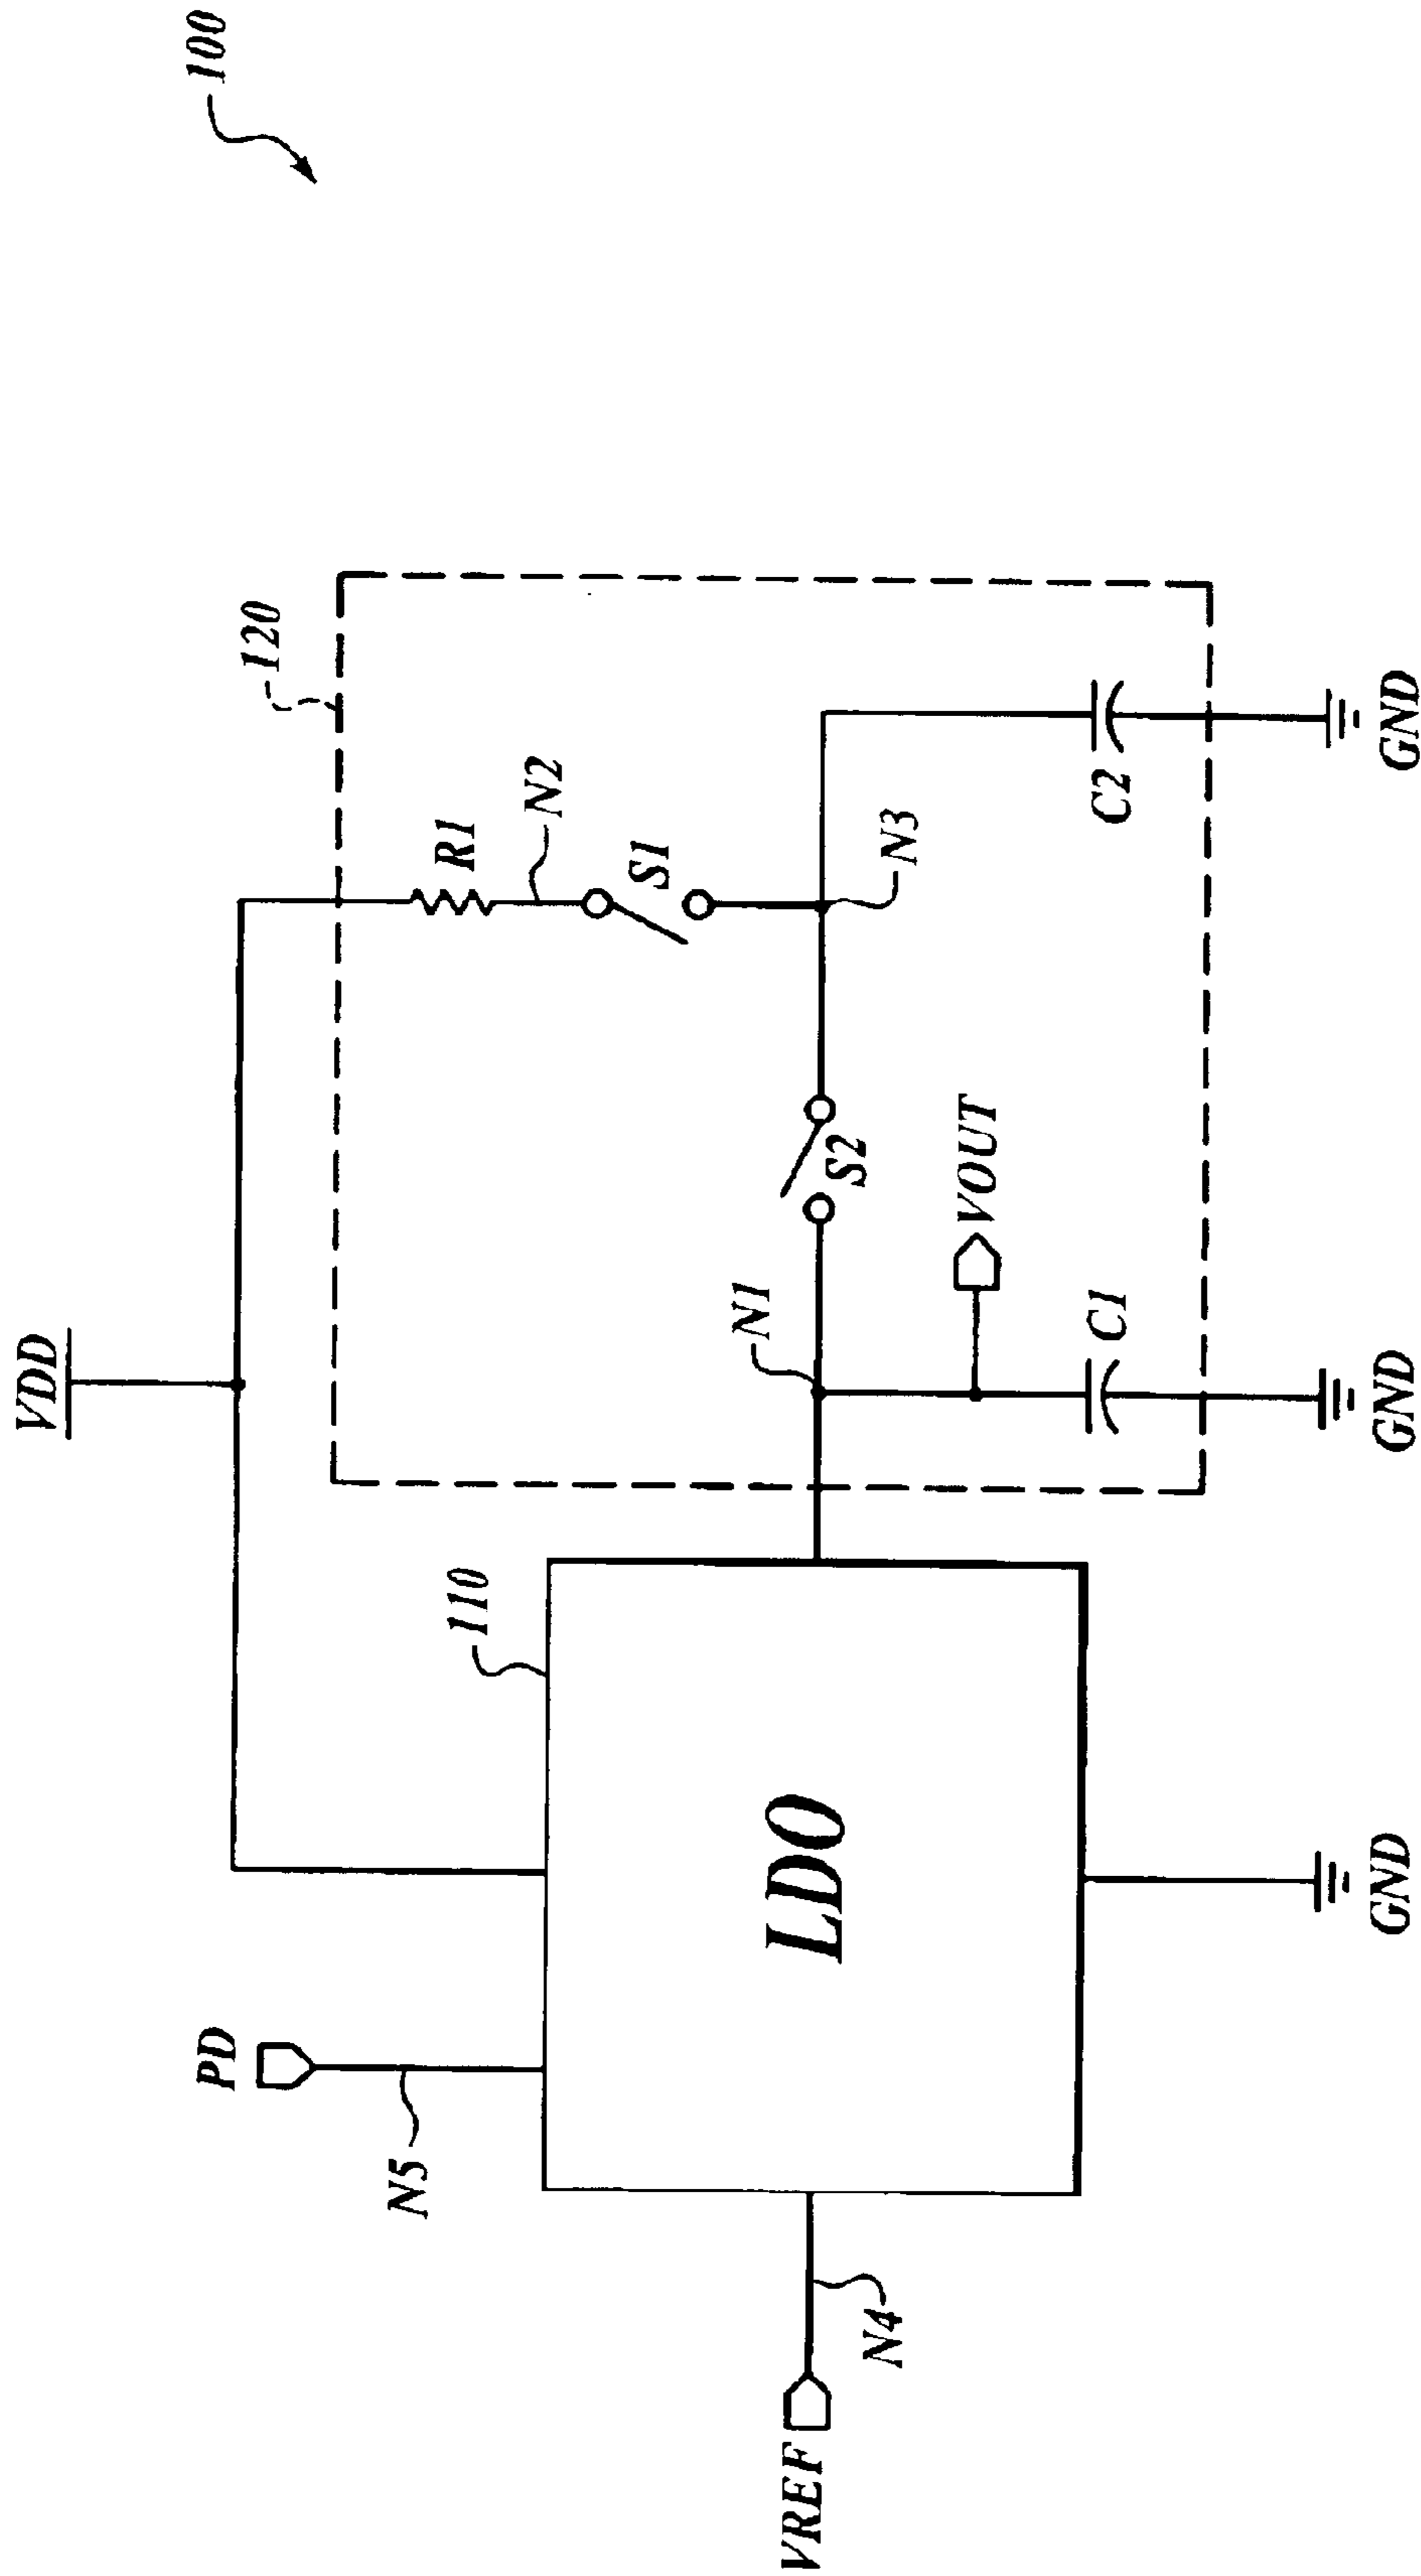 100
VDD
120
PD
R1
N5
N2
110
S1
N1
S2
N3
LDO
VREF
N4
VOUT
C1
C2
GND
GND
GND